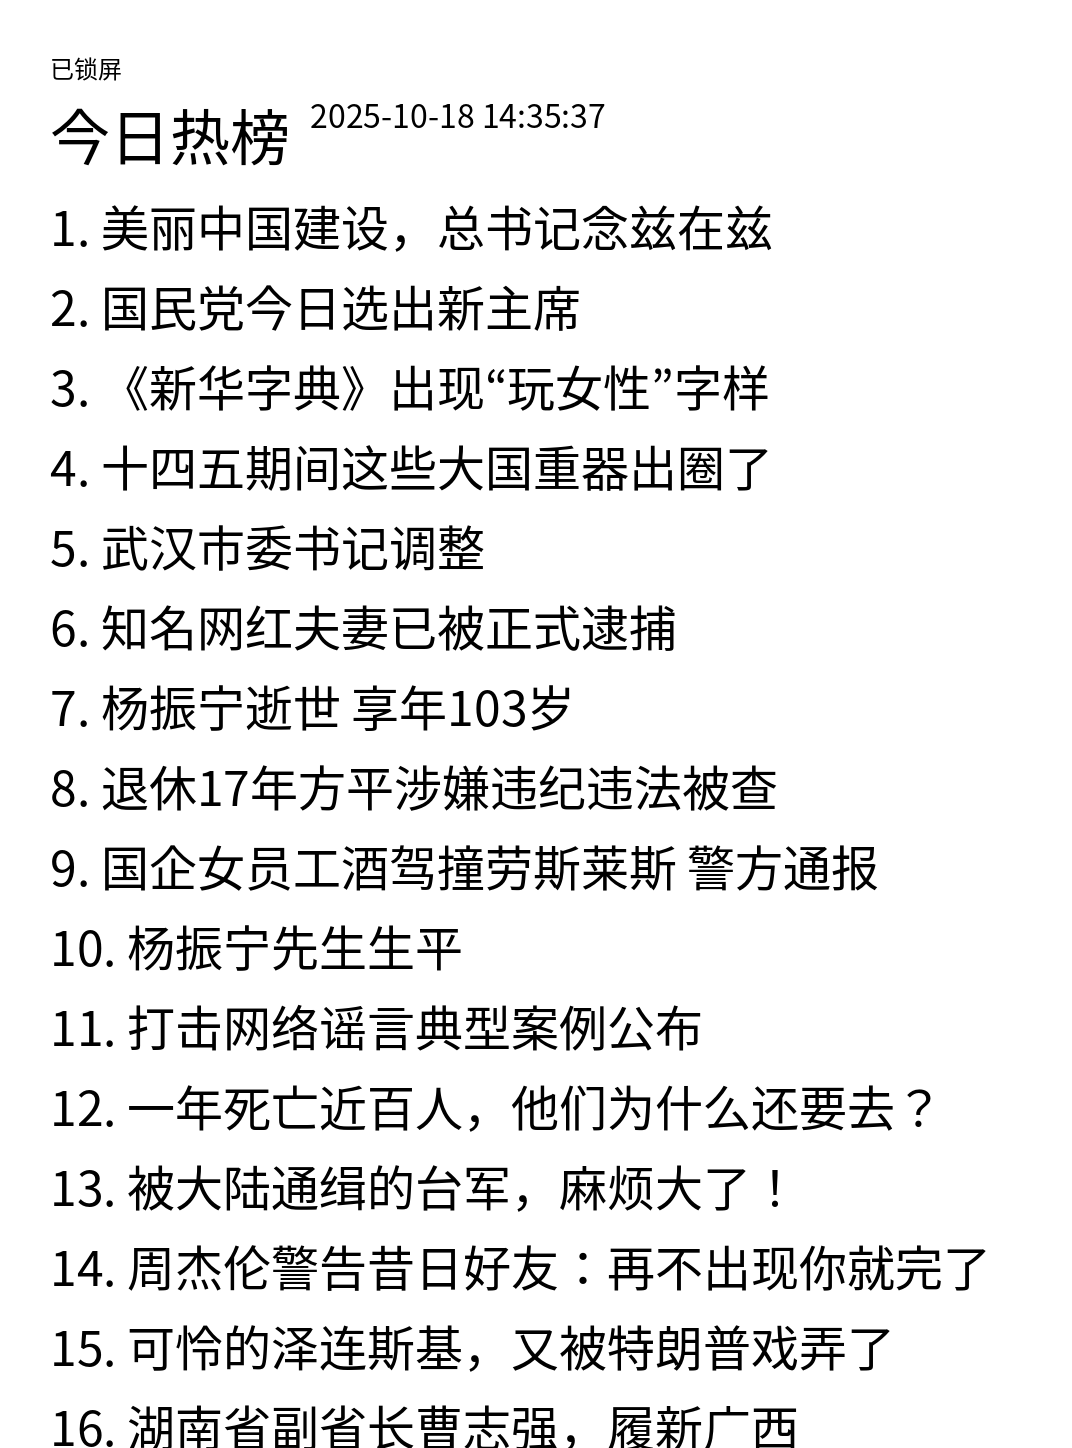 已锁屏
今日热榜 2025-10-18 14:35:37
1. 美丽中国建设，总书记念兹在兹
2. 国民党今日选出新主席
3. 《新华字典》出现“玩女性”字样
4. 十四五期间这些大国重器出圈了
5. 武汉市委书记调整
6. 知名网红夫妻已被正式逮捕
7. 杨振宁逝世 享年103岁
8. 退休17年方平涉嫌违纪违法被查
9. 国企女员工酒驾撞劳斯莱斯 警方通报
10. 杨振宁先生生平
11. 打击网络谣言典型案例公布
12. 一年死亡近百人，他们为什么还要去？
13. 被大陆通缉的台军，麻烦大了！
14. 周杰伦警告昔日好友：再不出现你就完了
15. 可怜的泽连斯基，又被特朗普戏弄了
16. 湖南省副省长曹志强，履新广西